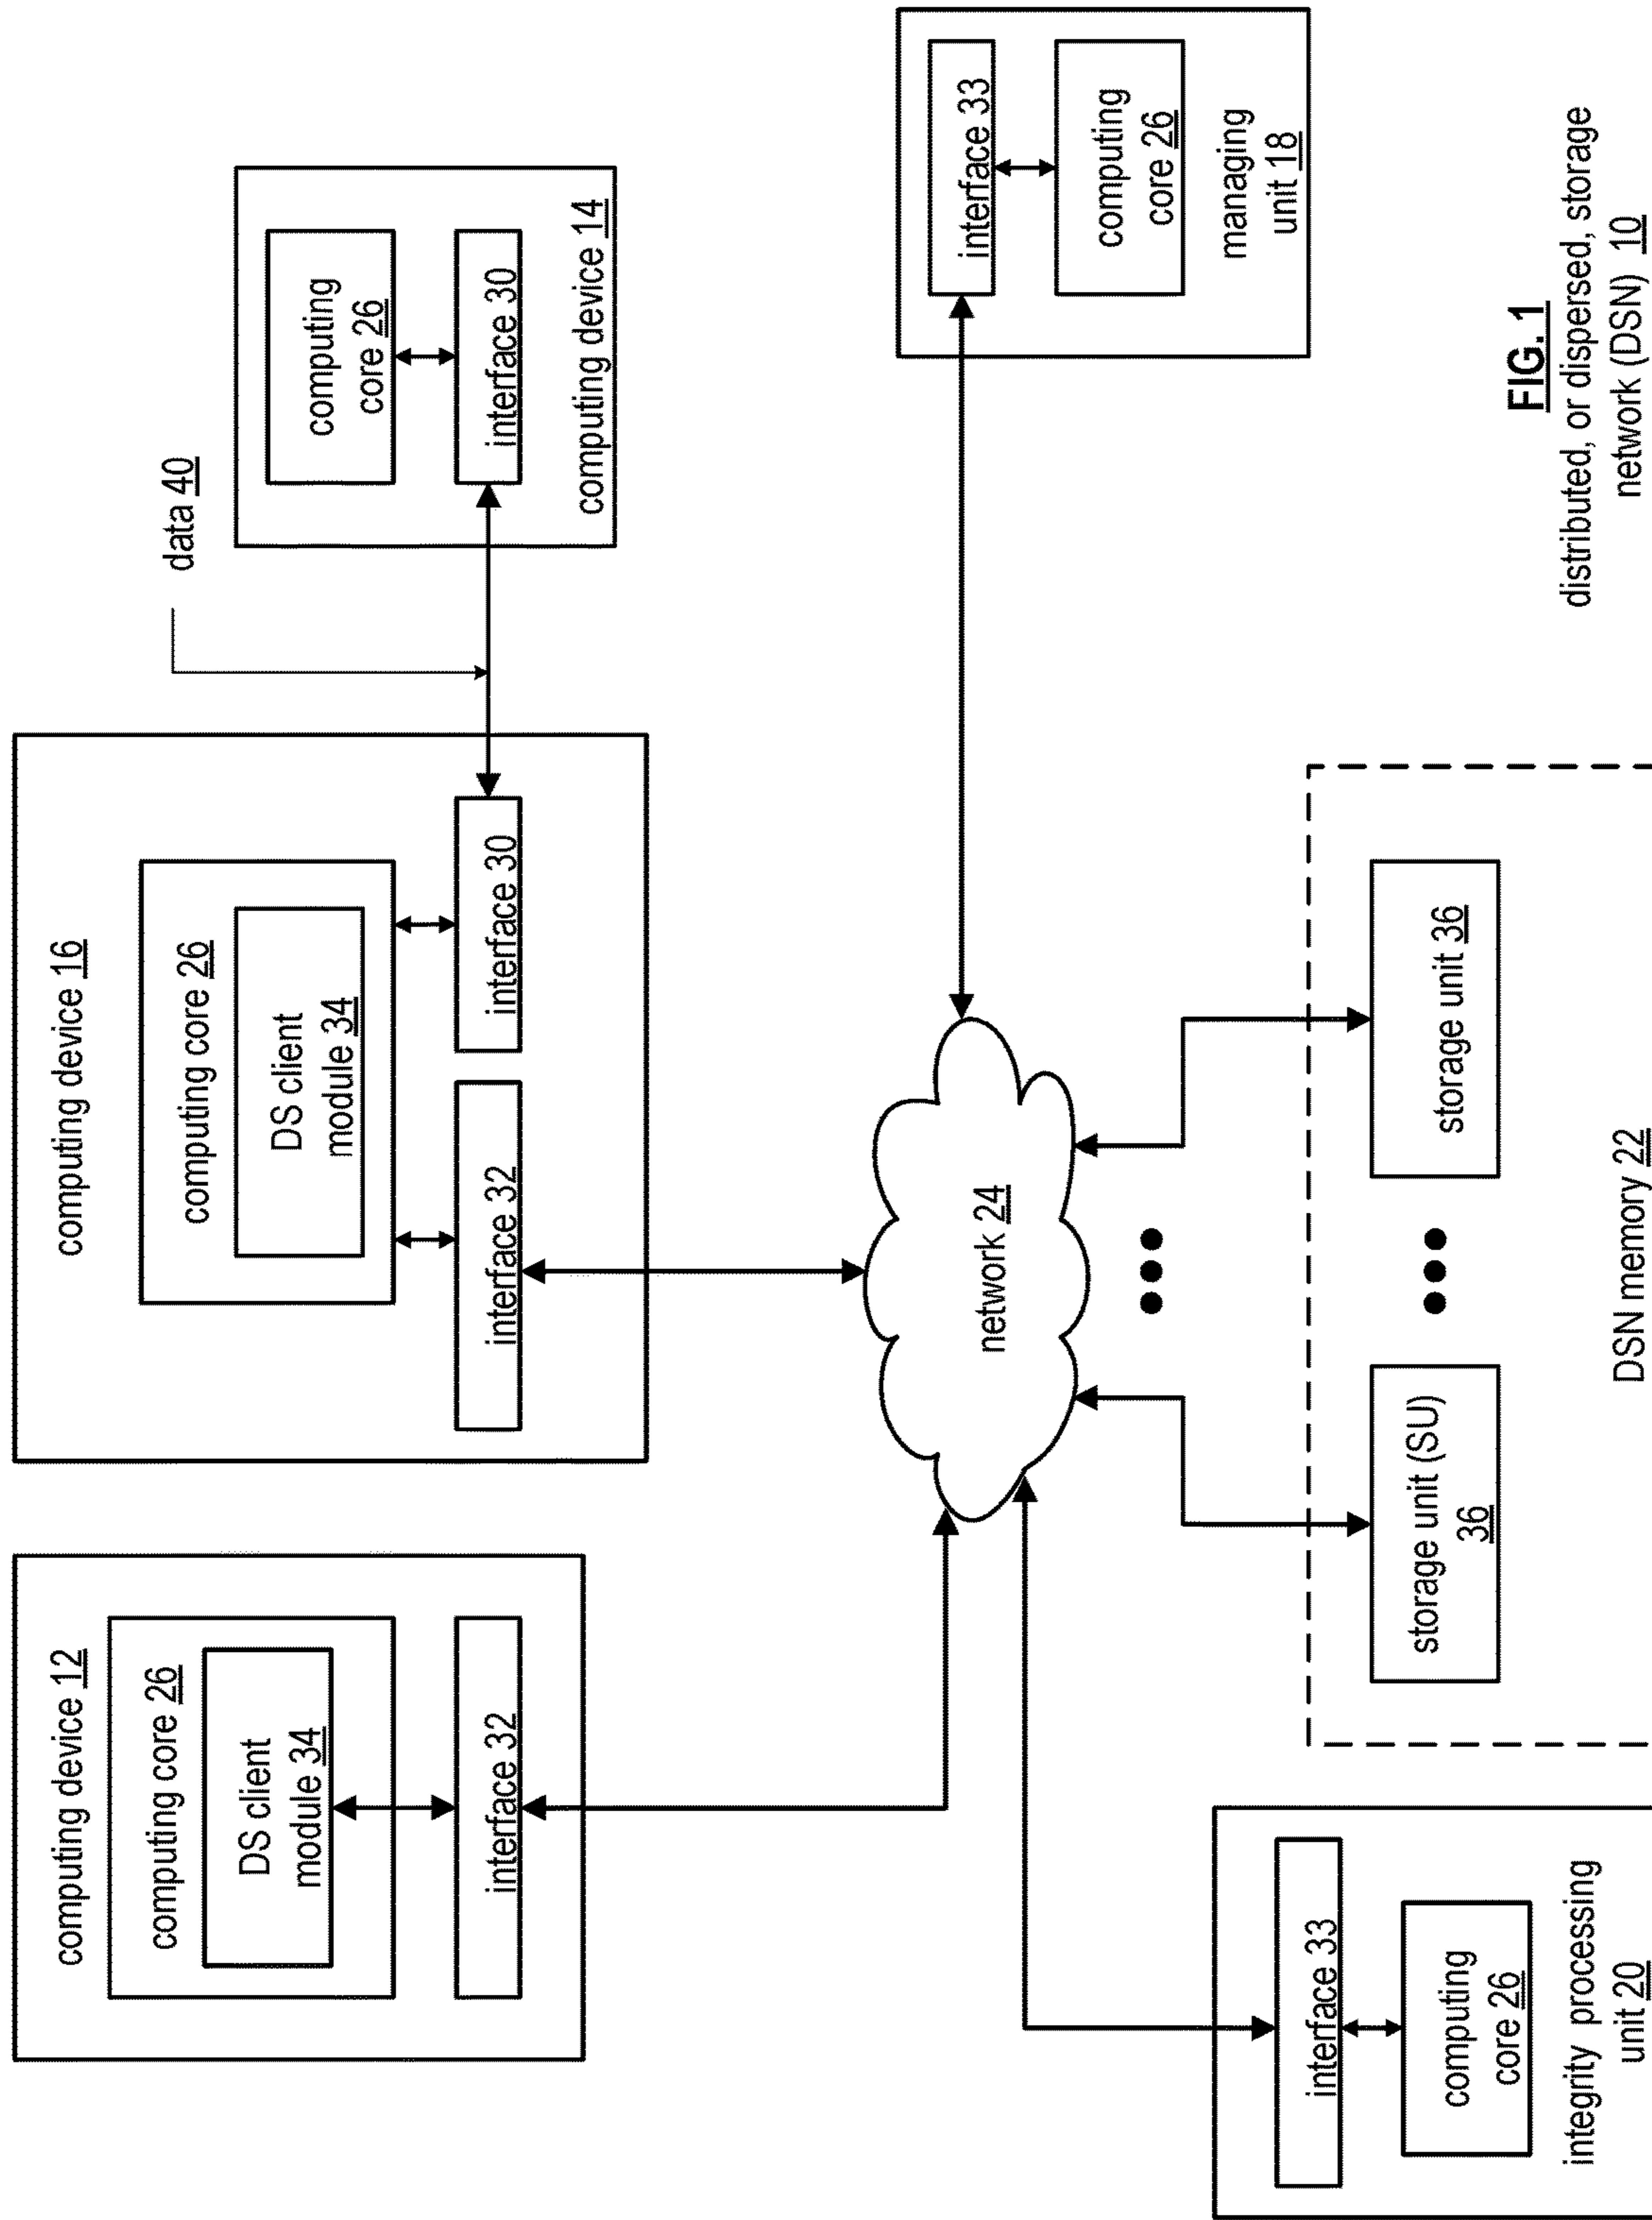 computing device 12
computing core 26
DS client
module 34
interface 32
computing device 16
computing core 26
DS client
module 34
interface 32
interface 30
data 40
computing
core 26
interface 30
computing device 14
network 24
interface 33
computing
core 26
managing
unit 18
interface 33
computing
core 26
integrity processing
unit 20
storage unit (SU)
36
storage unit 36
DSN memory 22
FIG. 1
distributed, or dispersed, storage
network (DSN) 10